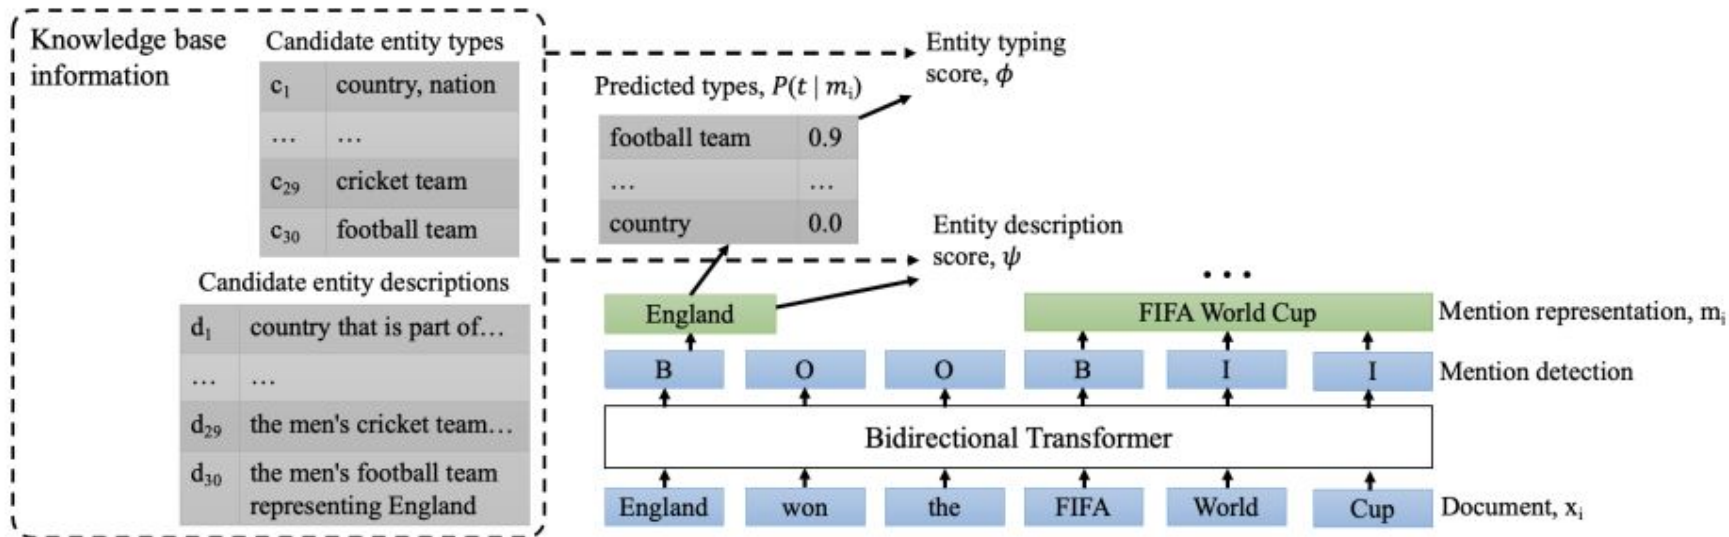 Knowledge base
information
Candidate entity types
c₁ country, nation
... ...
c₂₉ cricket team
c₃₀ football team
Candidate entity descriptions
d₁ country that is part of...
... ...
d₂₉ the men's cricket team...
d₃₀ the men's football team
representing England
Predicted types, P(t | mᵢ)
football team 0.9
... ...
country 0.0
Entity typing
score, ϕ
Entity description
score, ψ
...
England FIFA World Cup Mention representation, mᵢ
B O O B I I Mention detection
Bidirectional Transformer
England won the FIFA World Cup Document, xᵢ